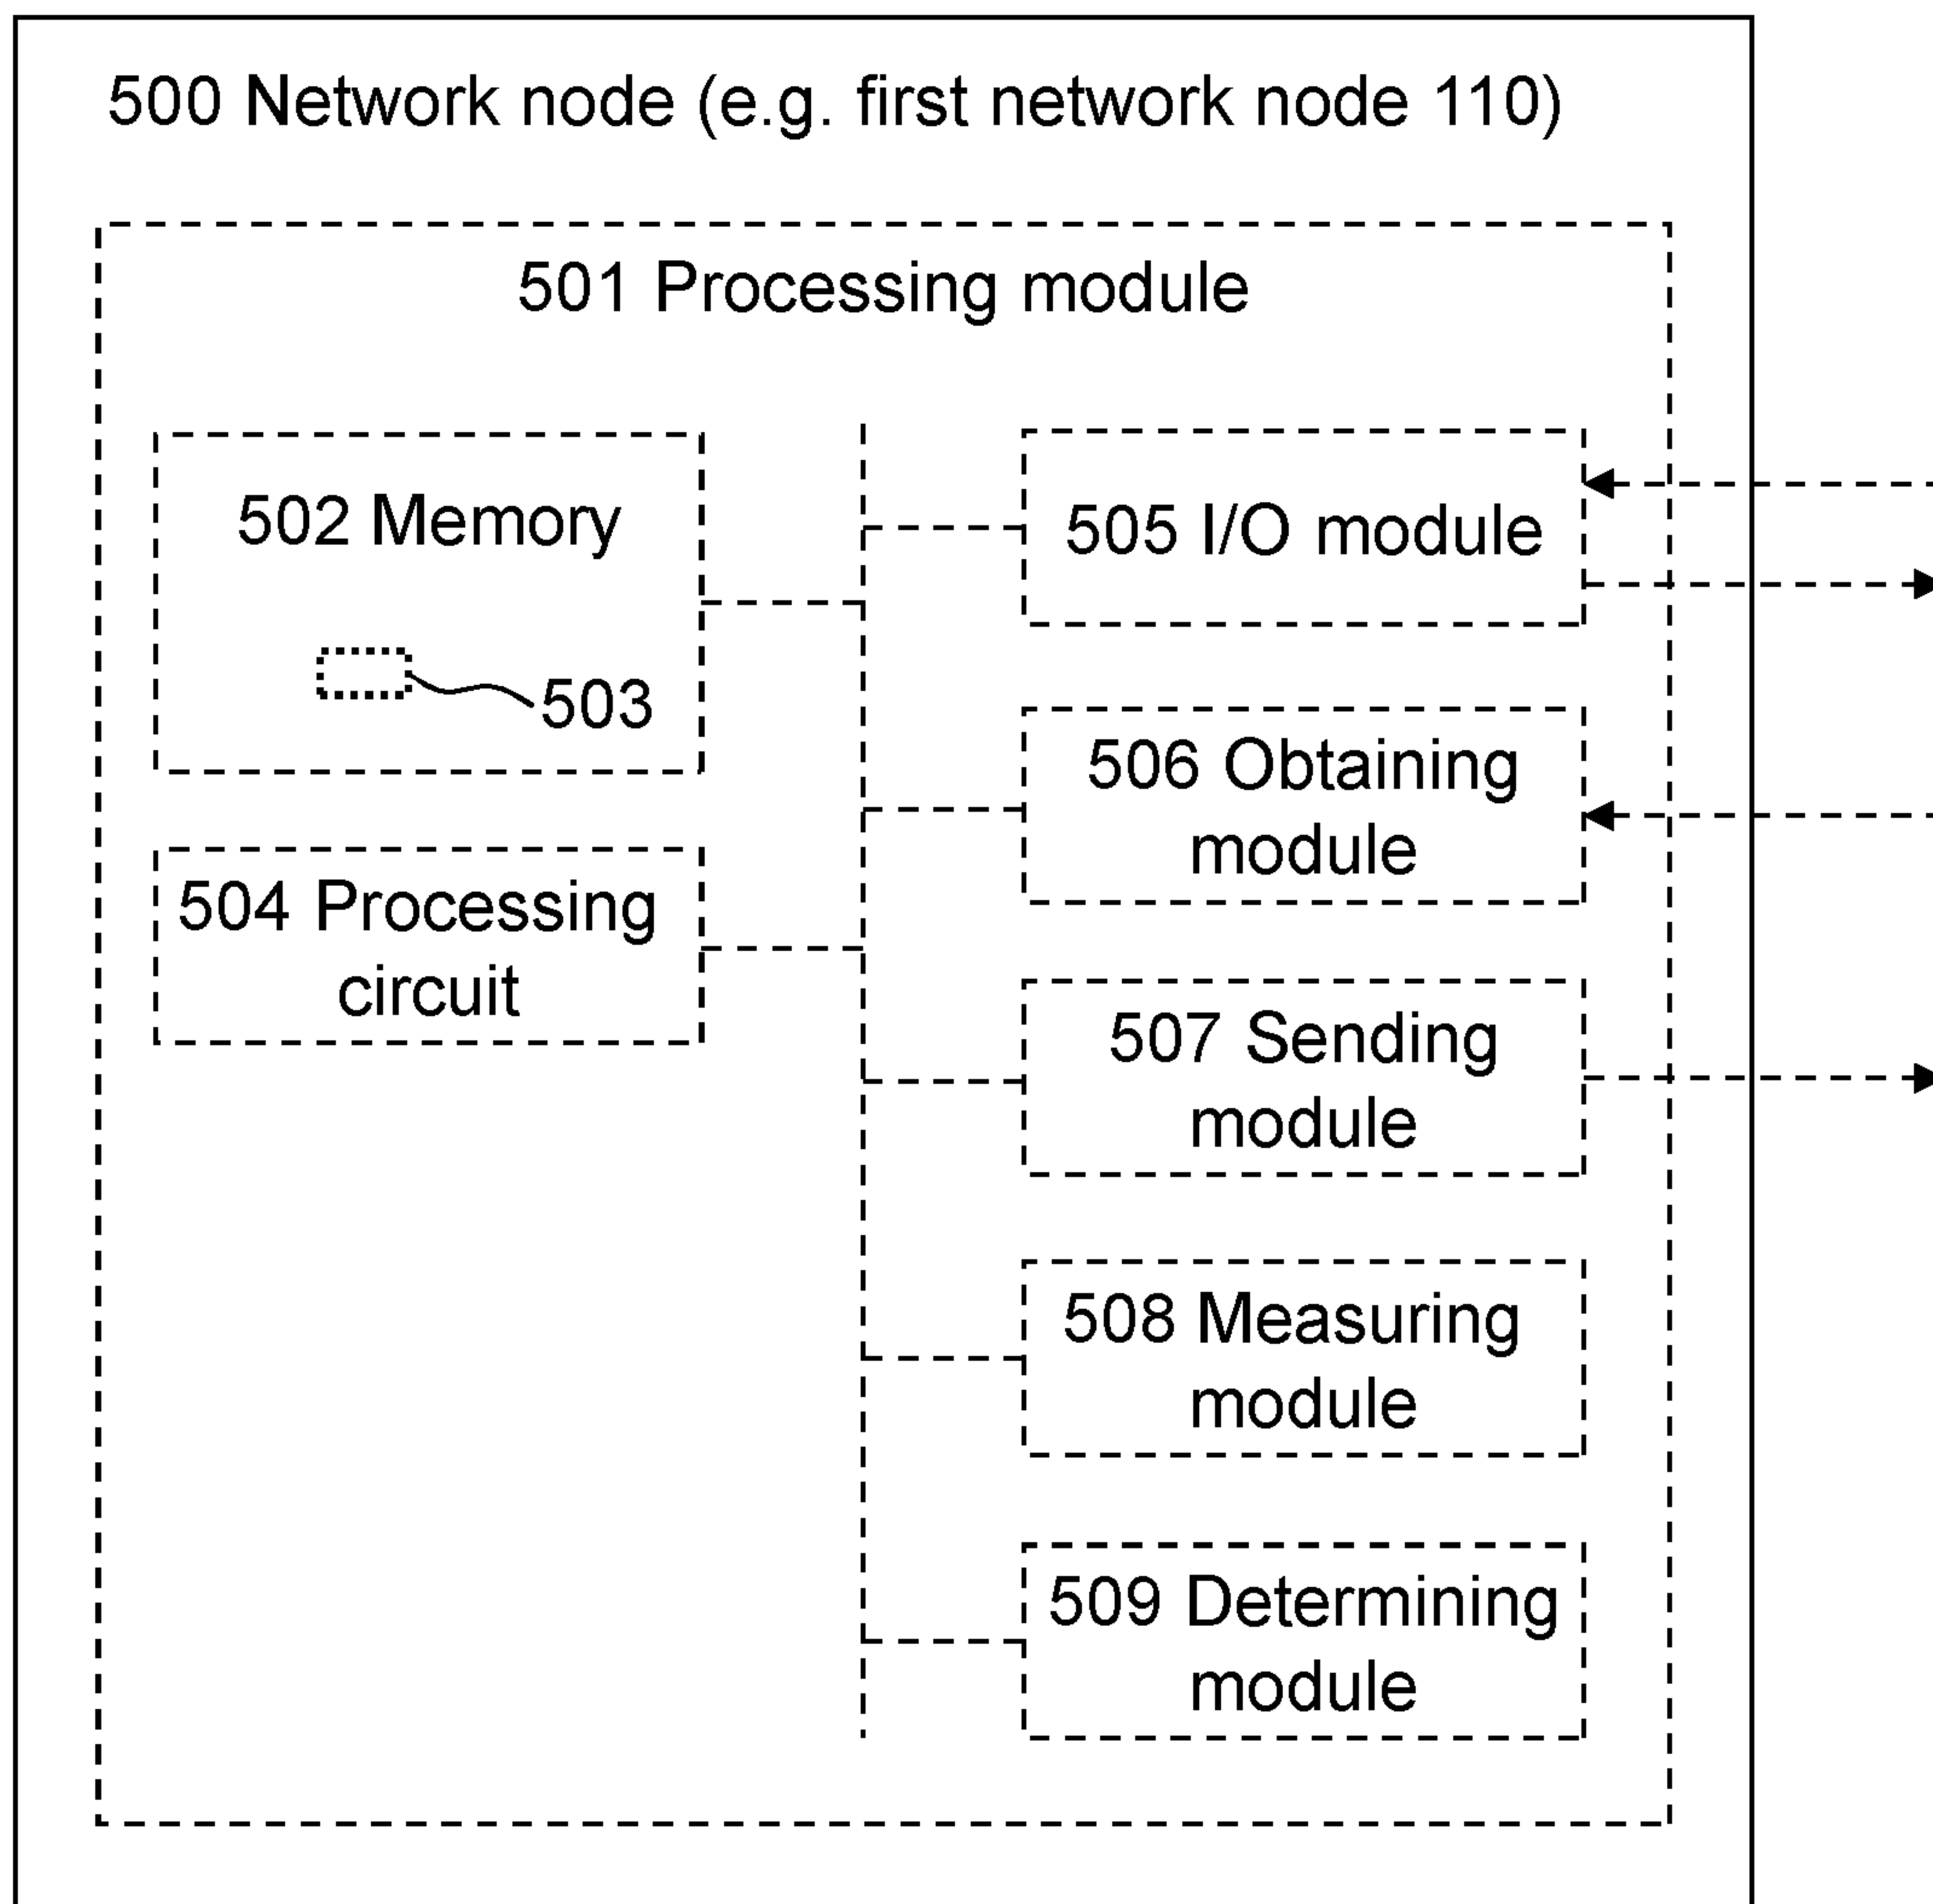 500 Network node (e.g. first network node 110)
501 Processing module
502 Memory
503
504 Processing
circuit
505 I/O module
506 Obtaining
module
507 Sending
module
508 Measuring
module
509 Determining
module